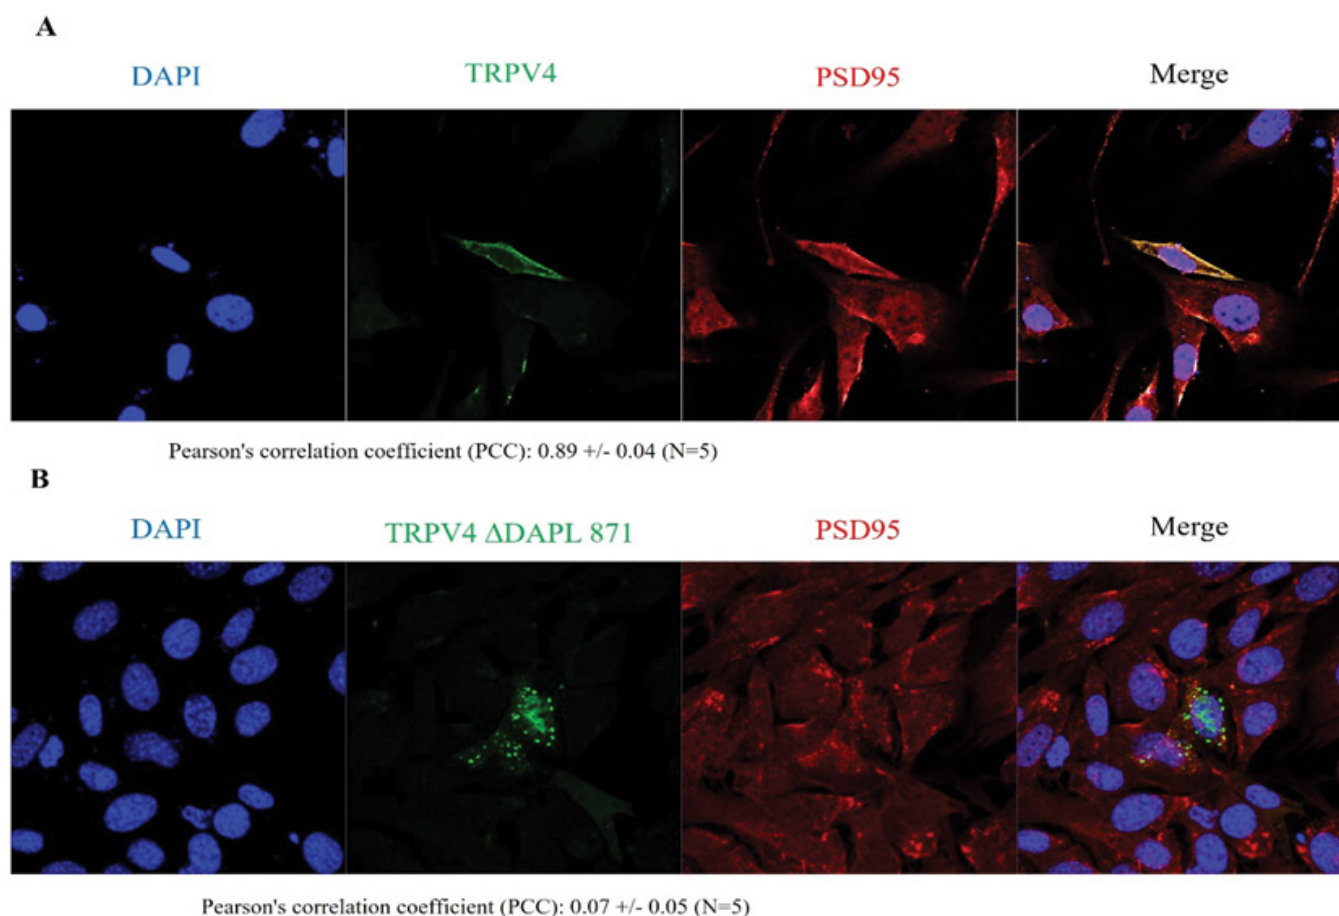 A
DAPI TRPV4 PSD95 Merge
Pearson's correlation coefficient (PCC): 0.89 +/- 0.04 (N=5)
B
DAPI TRPV4 ΔDAPL 871 PSD95 Merge
Pearson's correlation coefficient (PCC): 0.07 +/- 0.05 (N=5)